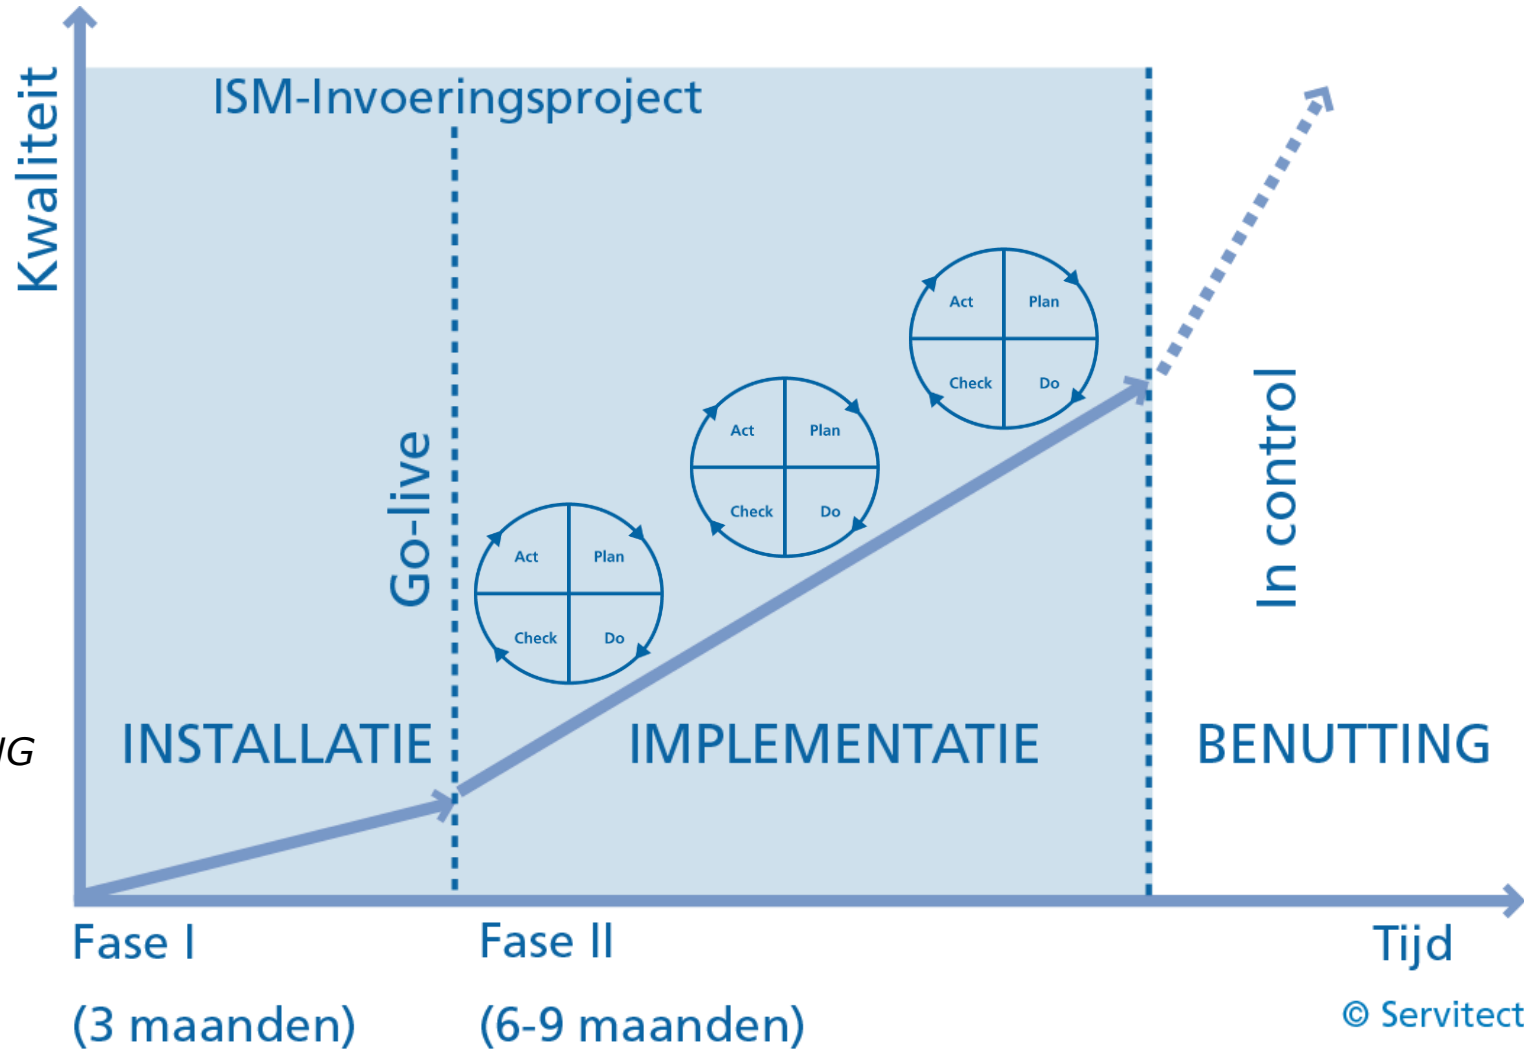 Kwaliteit
ISM-Invoeringsproject
Act
Plan
Check
Do
Act
Plan
Check
Do
Act
Plan
Check
Do
Go-live
In control
INSTALLATIE
IMPLEMENTATIE
BENUTTING
Fase I
Fase II
Tijd
(3 maanden)
(6-9 maanden)
© Servitect